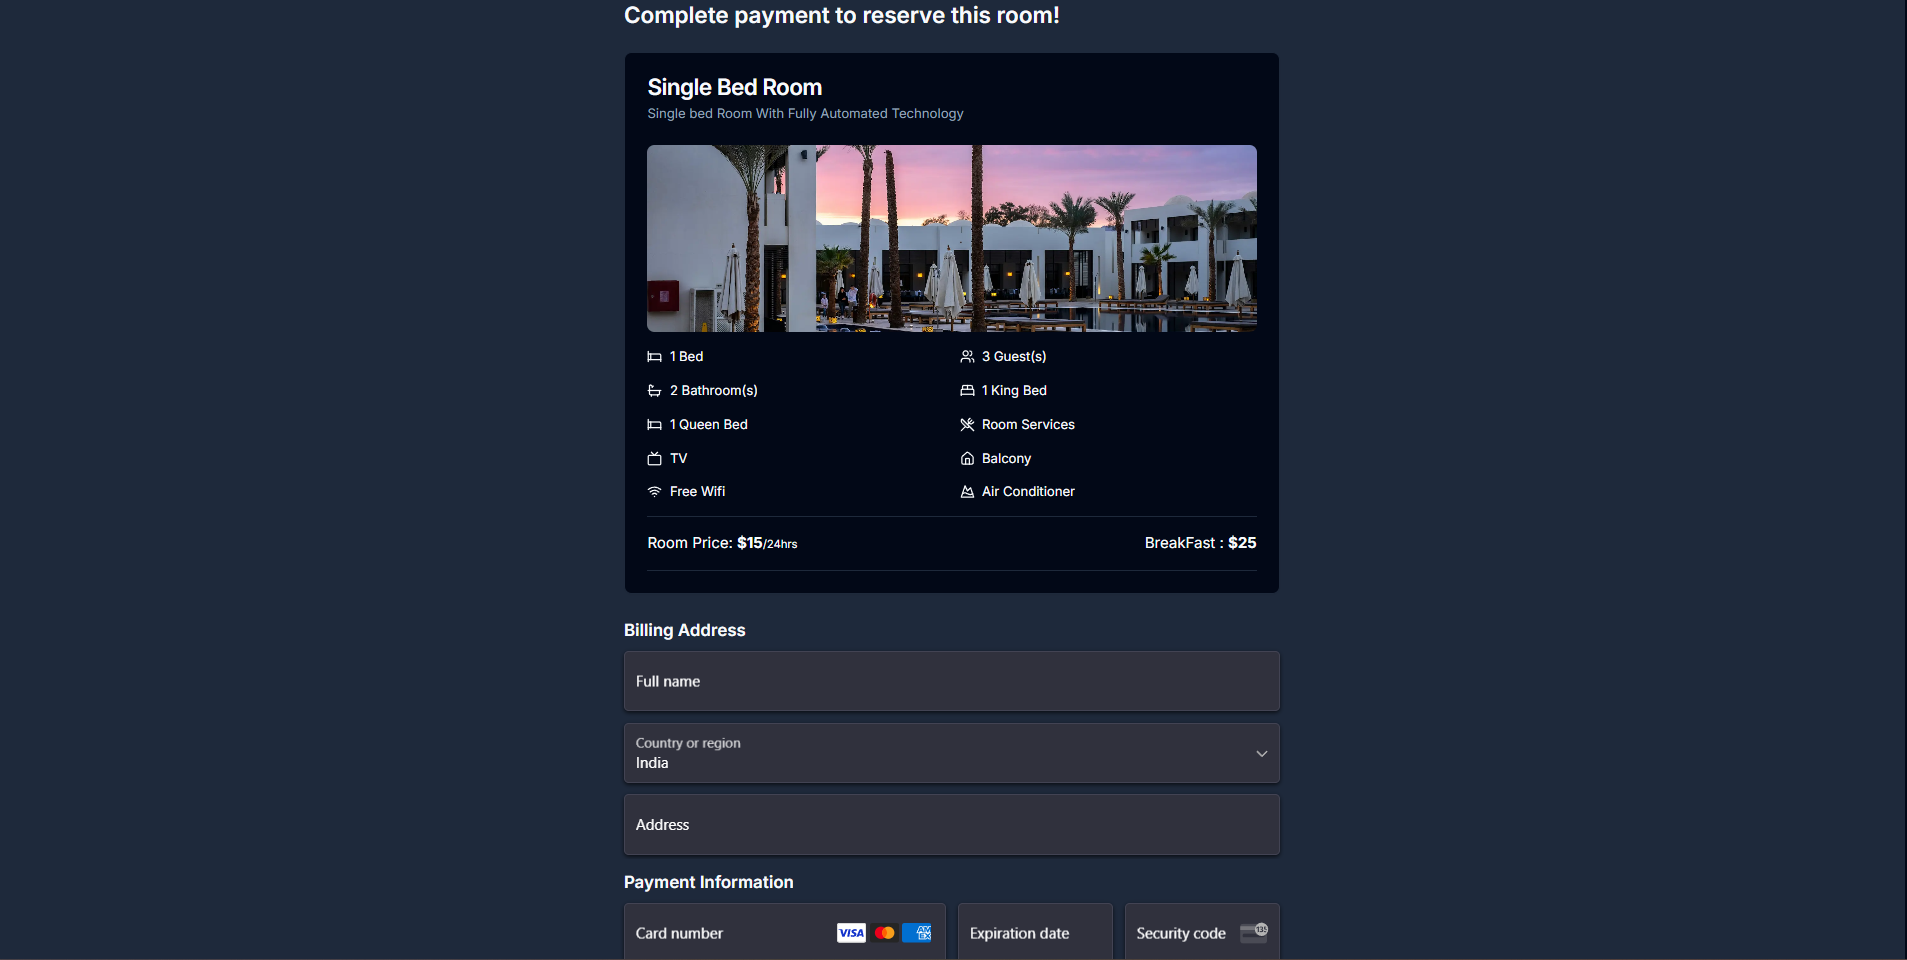 Complete payment to reserve this room!
Single Bed Room
Single bed Room With Fully Automated Technology
1 Bed
3 Guest(s)
2 Bathroom(s)
1 King Bed
1 Queen Bed
Room Services
TV
Balcony
Free Wifi
Air Conditioner
Room Price: $15/24hrs
BreakFast : $25
Billing Address
Full name
Country or region
India
Address
Payment Information
Card number
VISA
AMEX
Expiration date
Security code
135